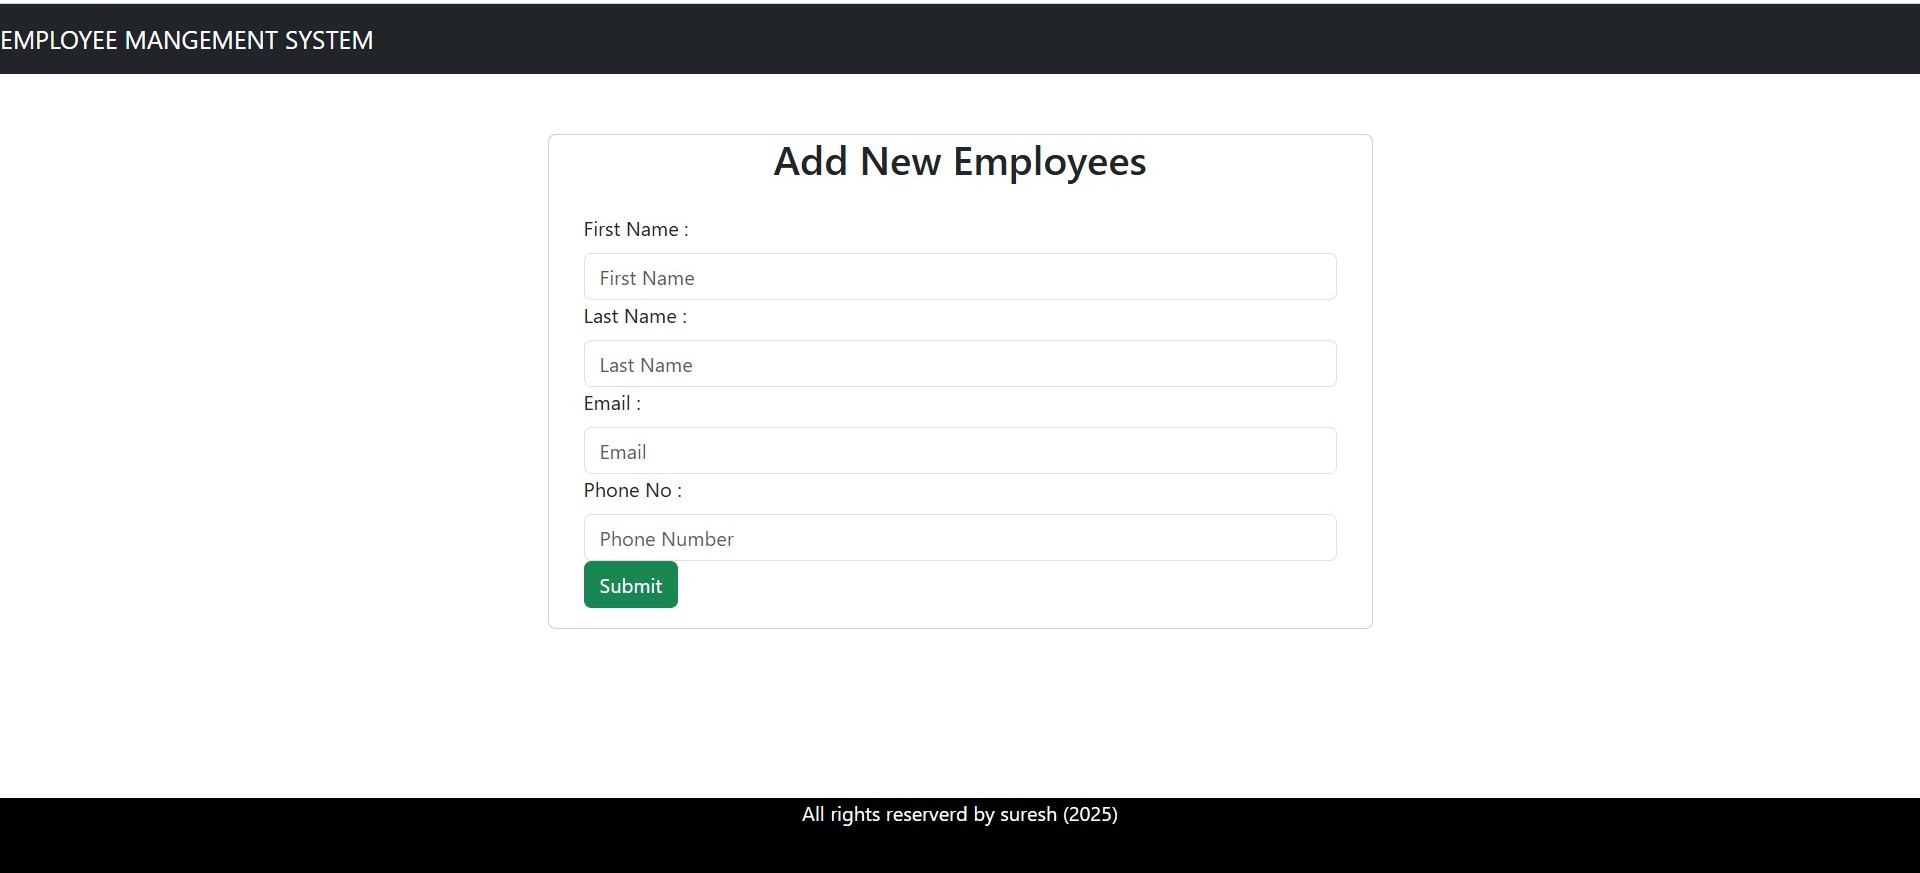 EMPLOYEE MANGEMENT SYSTEM
Add New Employees
First Name :
First Name
Last Name :
Last Name
Email :
Email
Phone No :
Phone Number
Submit
All rights reserverd by suresh (2025)